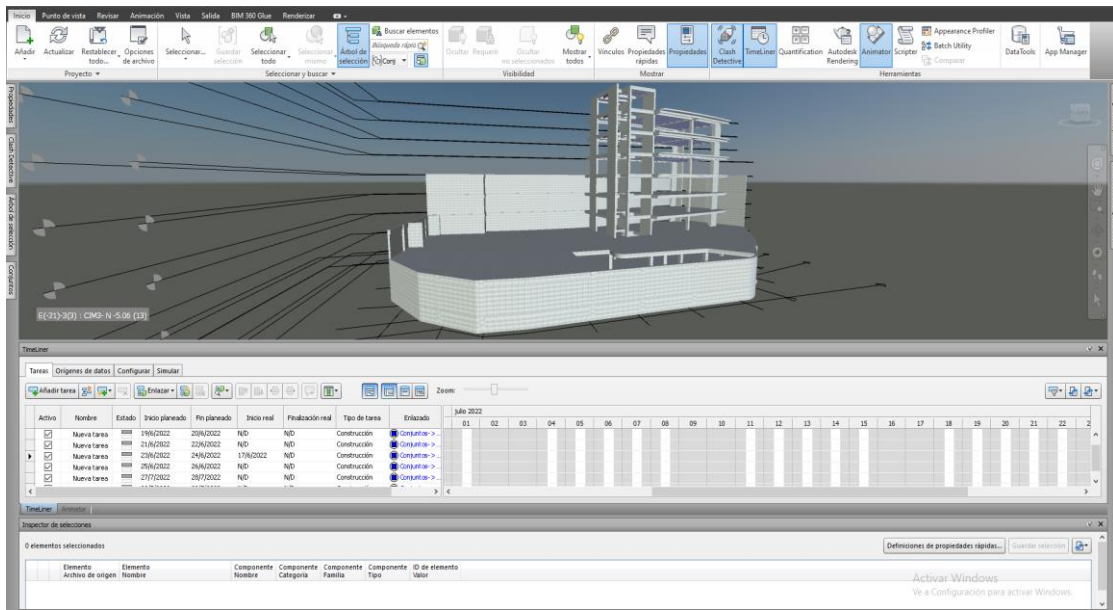 Inicio Punto de vista Revisar Animación Vista Salida BIM 360 Glue Renderizar
Añadir Actualizar Restablecer todo... Opciones de archivo
Seleccionar... Guardar selección Seleccionar todo Seleccionar mismo Árbol de selección
Buscar elementos
Búsqueda rápida
Conj
Ocultar Requerir Ocultar no seleccionados Mostrar todos
Vínculos Propiedades rápidas Propiedades
Clash Detective TimeLiner Quantification Autodesk Rendering Animator Scripter
Appearance Profiler
Batch Utility
Comparar
DataTools App Manager
Proyecto Seleccionar y buscar Visibilidad Mostrar Herramientas
Propiedades
Clash Detective
Árbol de selección
Conjuntos
E(-21)-3(3) : CIM3- N -5.06 (13)
TimeLiner
Tareas Orígenes de datos Configurar Simular
Añadir tarea Enlazar Zoom:
Activo Nombre Estado Inicio planeado Fin planeado Inicio real Finalización real Tipo de tarea Enlazado
julio 2022
01 02 03 04 05 06 07 08 09 10 11 12 13 14 15 16 17 18 19 20 21 22 2
Nueva tarea 19/6/2022 20/6/2022 N/D N/D Construcción Conjuntos-> ...
Nueva tarea 21/6/2022 22/6/2022 N/D N/D Construcción Conjuntos-> ...
Nueva tarea 23/6/2022 24/6/2022 17/6/2022 N/D Construcción Conjuntos-> ...
Nueva tarea 25/6/2022 26/6/2022 N/D N/D Construcción Conjuntos-> ...
Nueva tarea 27/7/2022 28/7/2022 N/D N/D Construcción Conjuntos-> ...
TimeLiner Animator
Inspector de selecciones
0 elementos seleccionados
Definiciones de propiedades rápidas... Guardar selección
Elemento Elemento Componente Componente Componente Componente ID de elemento
Archivo de origen Nombre Nombre Categoría Familia Tipo Valor
Activar Windows
Ve a Configuración para activar Windows.